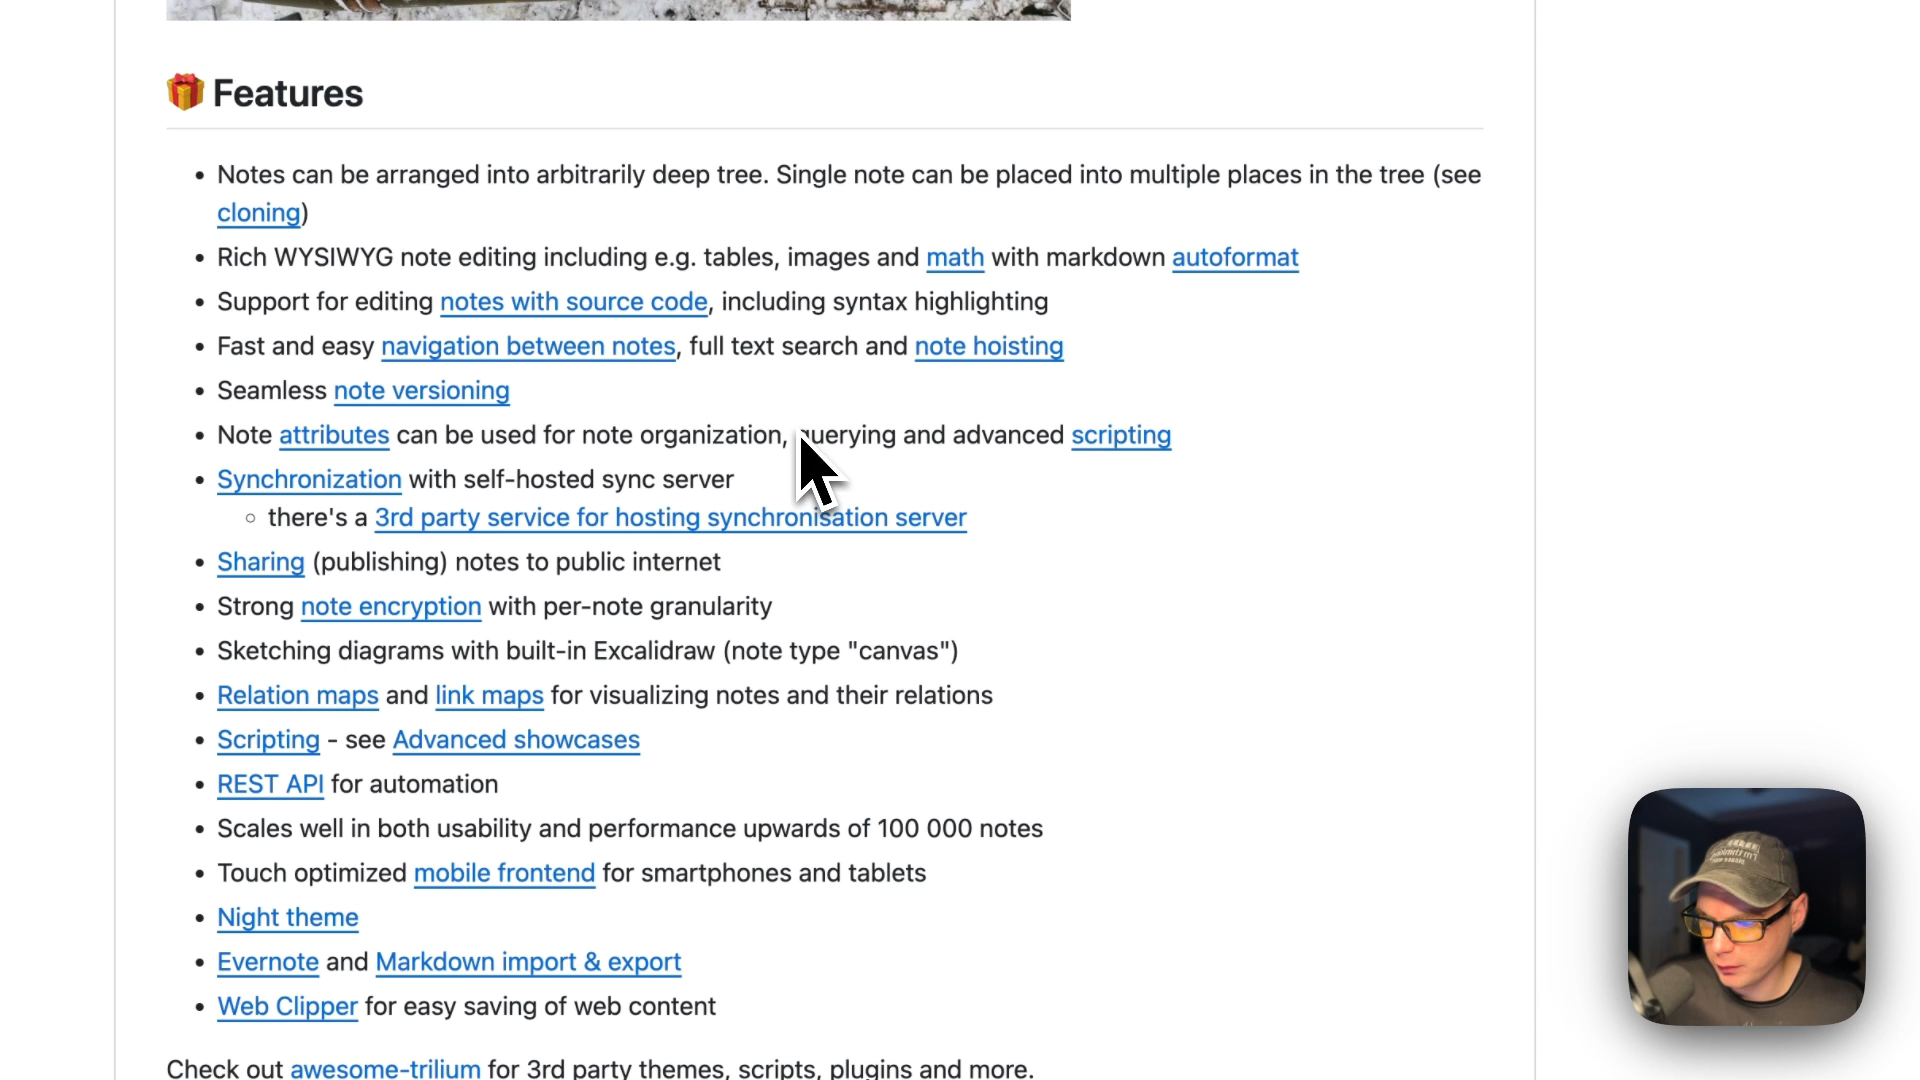 Features
Notes can be arranged into arbitrarily deep tree. Single note can be placed into multiple places in the tree (see
cloning)
Rich WYSIWYG note editing including e.g. tables, images and math with markdown autoformat
Support for editing notes with source code, including syntax highlighting
Fast and easy navigation between notes, full text search and note hoisting
Seamless note versioning
Note attributes can be used for note organization, querying and advanced scripting
Synchronization with self-hosted sync server
there's a 3rd party service for hosting synchronisation server
Sharing (publishing) notes to public internet
Strong note encryption with per-note granularity
Sketching diagrams with built-in Excalidraw (note type "canvas")
Relation maps and link maps for visualizing notes and their relations
Scripting - see Advanced showcases
REST API for automation
Scales well in both usability and performance upwards of 100 000 notes
Touch optimized mobile frontend for smartphones and tablets
Night theme
Evernote and Markdown import & export
Web Clipper for easy saving of web content
Check out awesome-trilium for 3rd party themes, scripts, plugins and more.